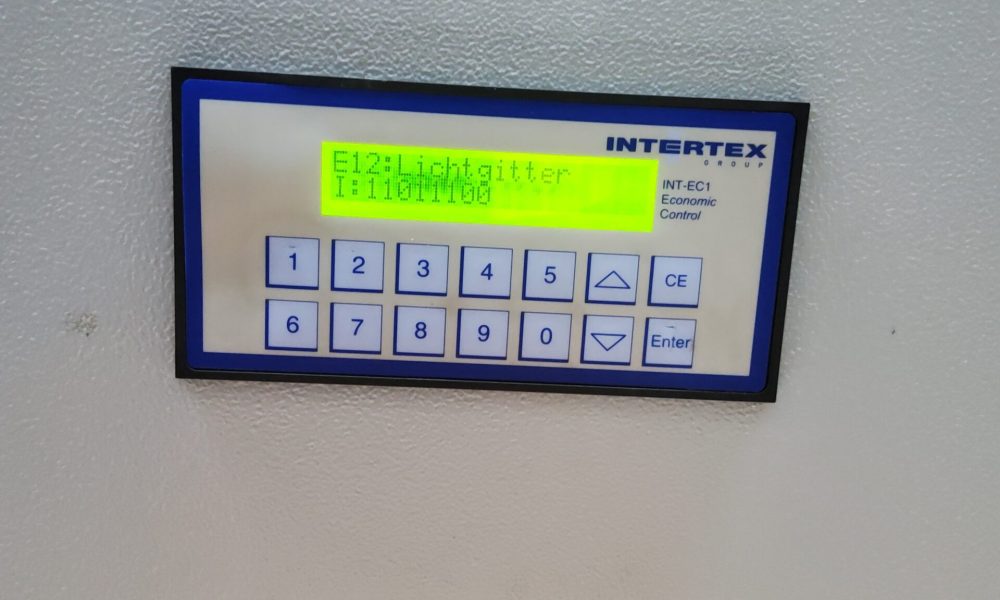 INTERTEX
GROUP
E12:Lichtgitter
I:11011100
INT-EC1
Economic
Control
1 2 3 4 5 CE
6 7 8 9 0 Enter